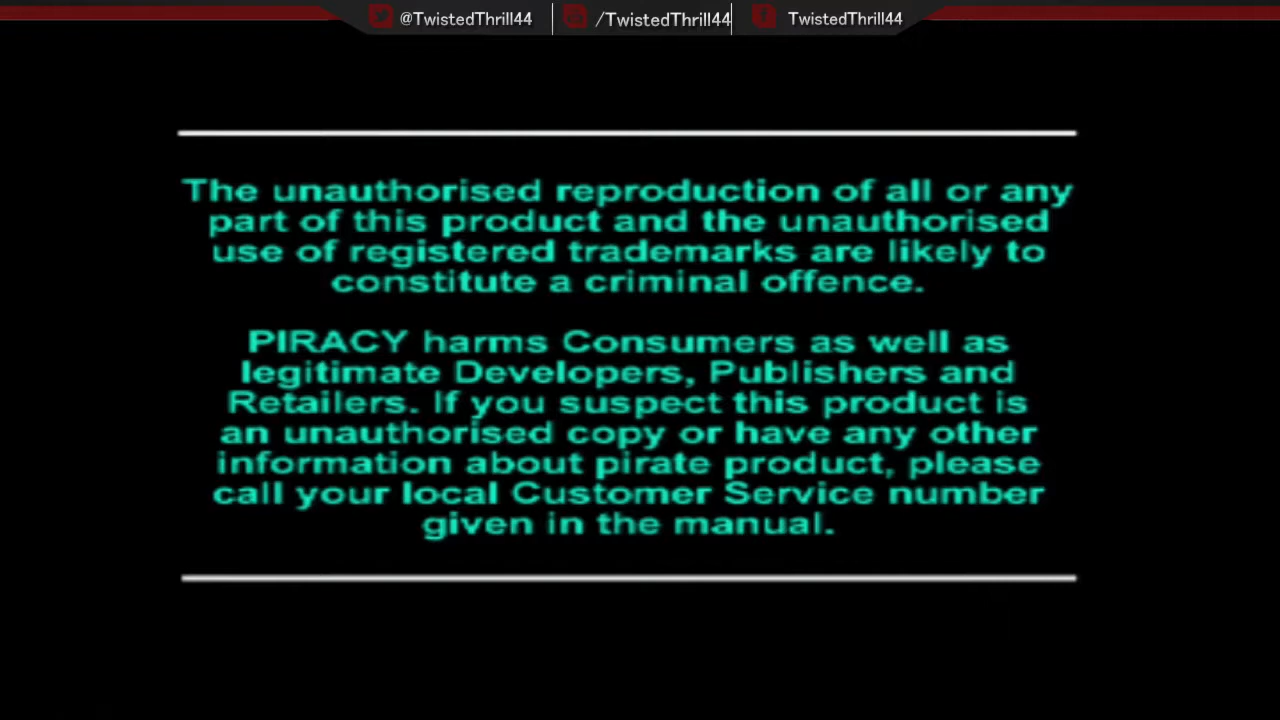 @TwistedThrill44 /TwistedThrill44 TwistedThrill44
The unauthorised reproduction of all or any
part of this product and the unauthorised
use of registered trademarks are likely to
constitute a criminal offence.
PIRACY harms Consumers as well as
legitimate Developers, Publishers and
Retailers. If you suspect this product is
an unauthorised copy or have any other
information about pirate product, please
call your local Customer Service number
given in the manual.